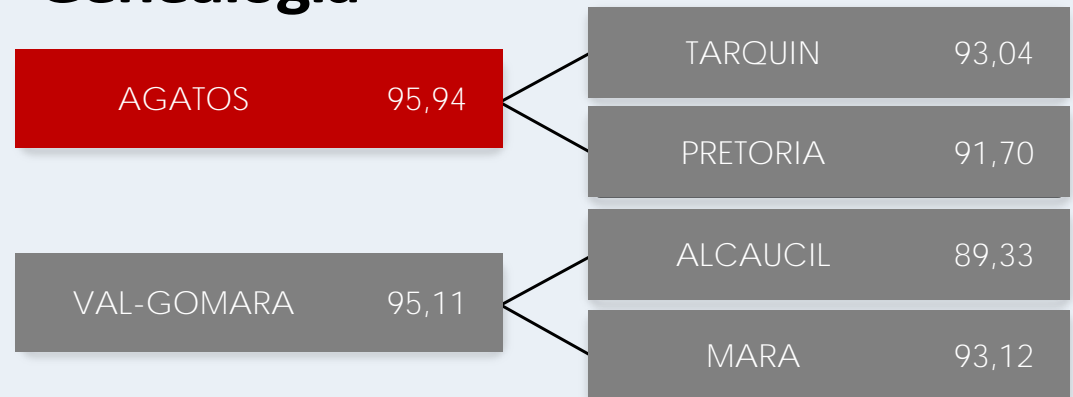 TARQUIN 93,04
AGATOS 95,94
PRETORIA 91,70
ALCAUCIL 89,33
VAL-GOMARA 95,11
MARA 93,12